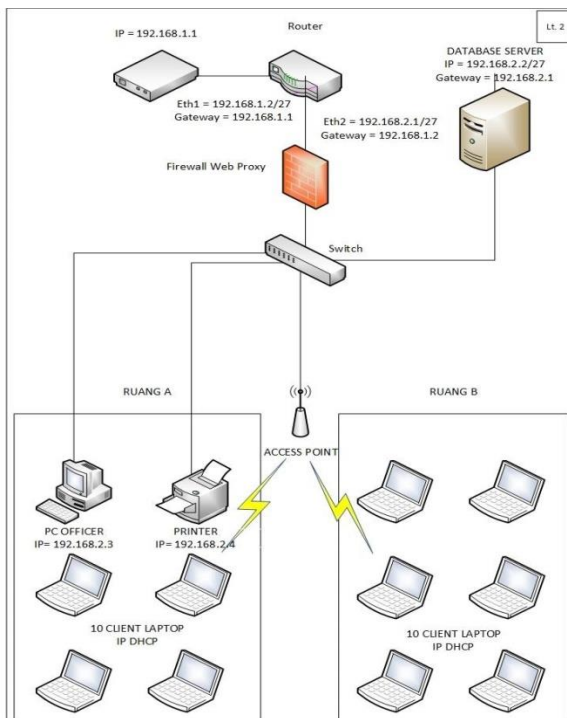 Lt. 2
Router
IP = 192.168.1.1
DATABASE SERVER
IP = 192.168.2.2/27
Gateway = 192.168.2.1
Eth1 = 192.168.1.2/27
Gateway = 192.168.1.1
Eth2 = 192.168.2.1/27
Gateway = 192.168.1.2
Firewall Web Proxy
Switch
RUANG A
RUANG B
ACCESS POINT
PC OFFICER
IP= 192.168.2.3
PRINTER
IP= 192.168.2.4
10 CLIENT LAPTOP
IP DHCP
10 CLIENT LAPTOP
IP DHCP